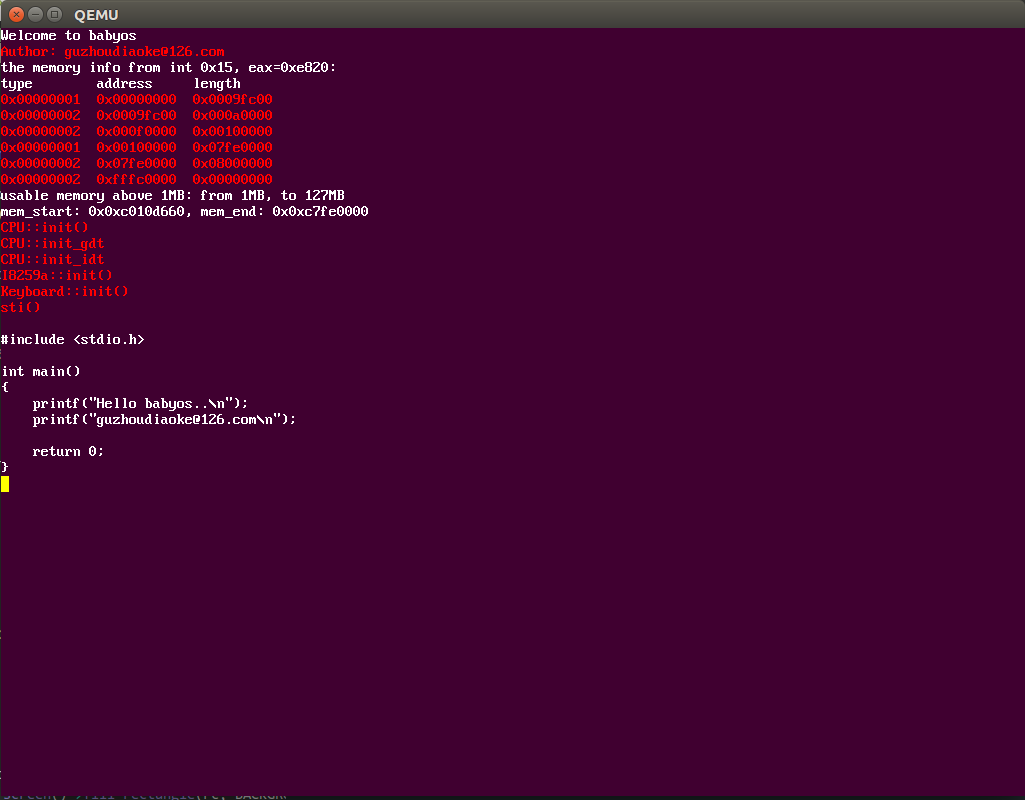 QEMU
Welcome to babyos
Author: guzhoudiaoke@126.com
the memory info from int 0x15, eax=0xe820:
type        address     length
0x00000001  0x00000000  0x0009fc00
0x00000002  0x0009fc00  0x000a0000
0x00000002  0x000f0000  0x00100000
0x00000001  0x00100000  0x07fe0000
0x00000002  0x07fe0000  0x08000000
0x00000002  0xfffc0000  0x00000000
usable memory above 1MB: from 1MB, to 127MB
mem_start: 0x0xc010d660, mem_end: 0x0xc7fe0000
CPU::init()
CPU::init_gdt
CPU::init_idt
I8259a::init()
Keyboard::init()
sti()
#include <stdio.h>
int main()
{
    printf("Hello babyos..\n");
    printf("guzhoudiaoke@126.com\n");
    return 0;
}